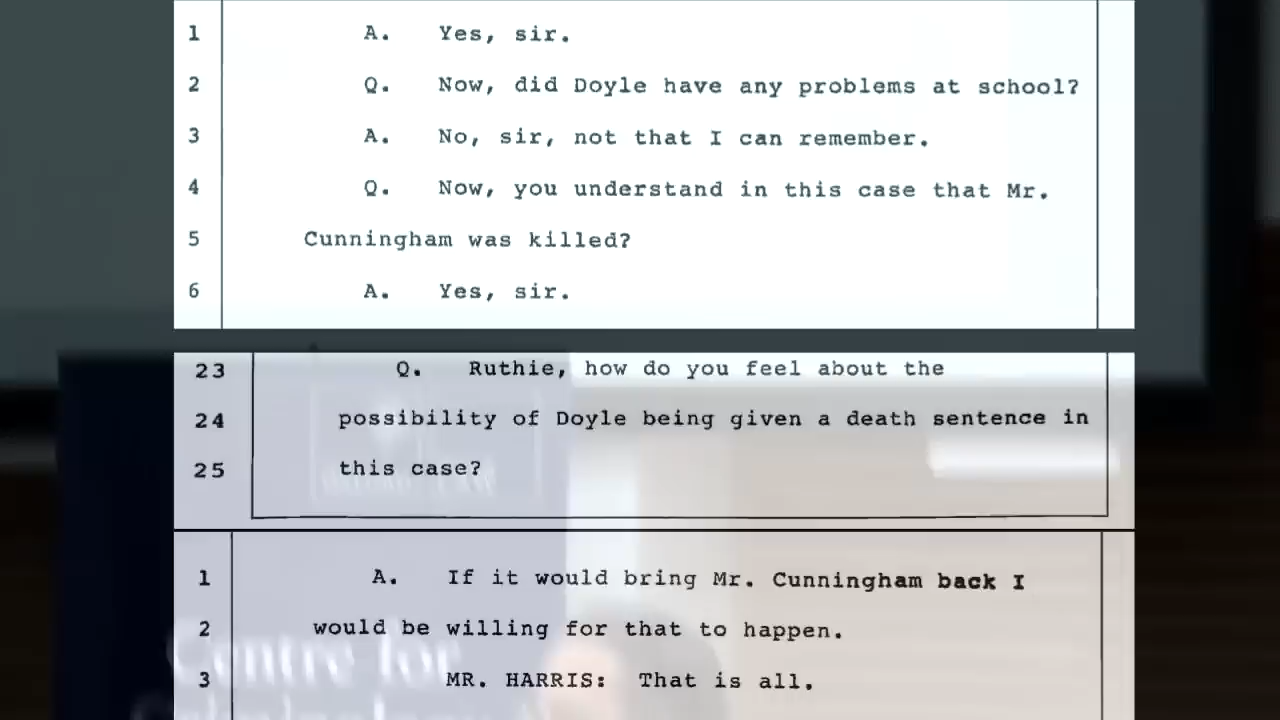 1 A. Yes, sir.
2 Q. Now, did Doyle have any problems at school?
3 A. No, sir, not that I can remember.
4 Q. Now, you understand in this case that Mr.
5 Cunningham was killed?
6 A. Yes, sir.
23 Q. Ruthie, how do you feel about the
24 possibility of Doyle being given a death sentence in
25 this case?
1 A. If it would bring Mr. Cunningham back I
2 would be willing for that to happen.
3 MR. HARRIS: That is all.
Centre for